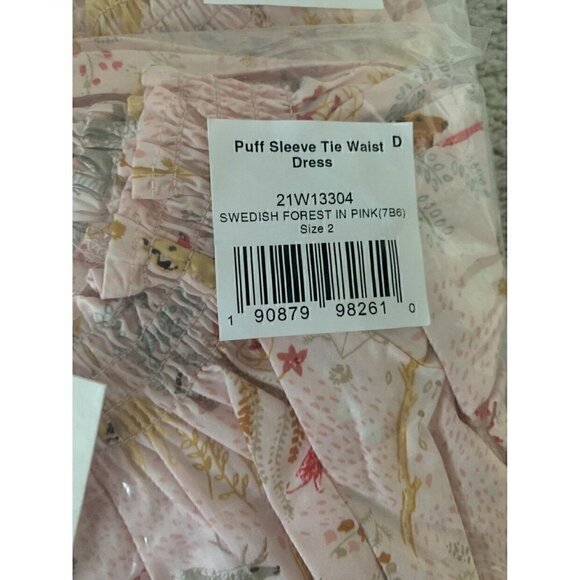 Puff Sleeve Tie Waist D
Dress
21W13304
SWEDISH FOREST IN PINK(7B6)
Size 2
1 90879 98261 0